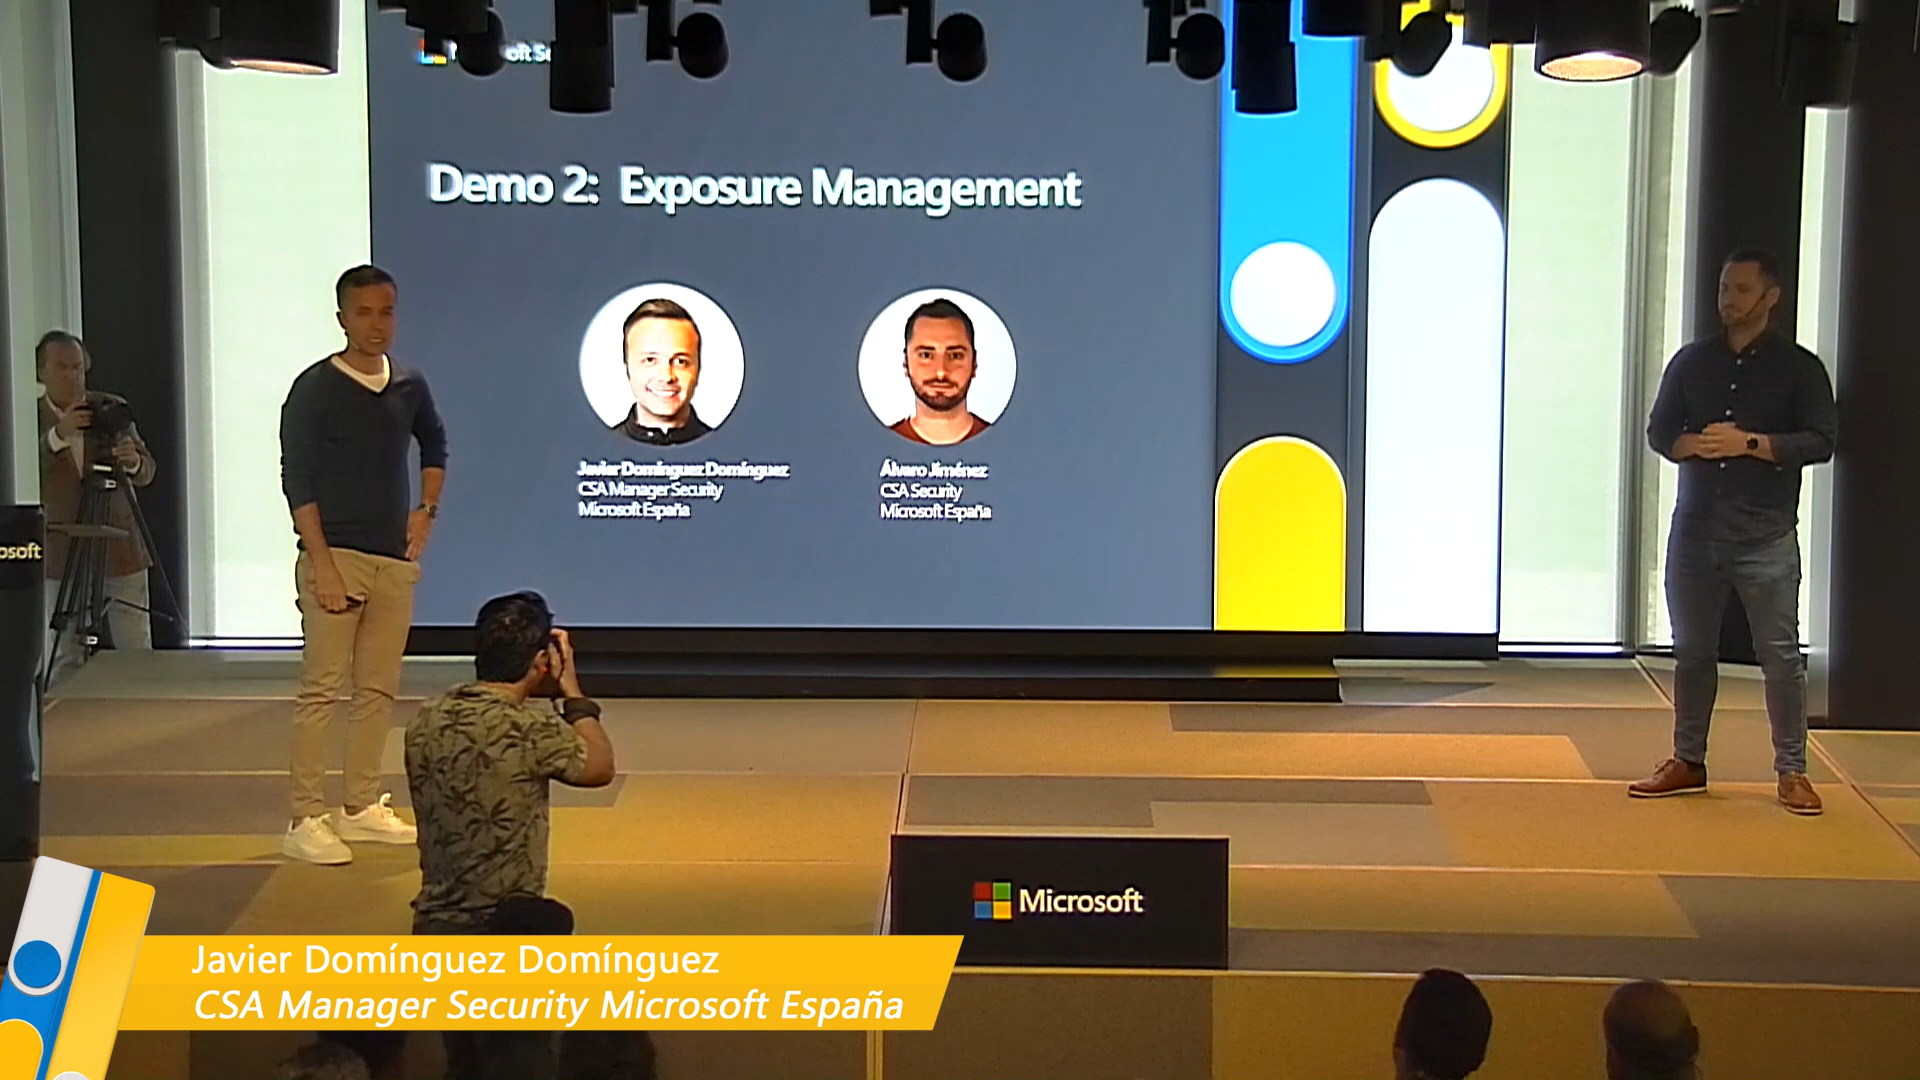 Demo 2: Exposure Management
Javier Domínguez Domínguez
CSA Manager Security
Microsoft España
Álvaro Jiménez
CSA Security
Microsoft España
osoft
Microsoft
Javier Domínguez Domínguez
CSA Manager Security Microsoft España